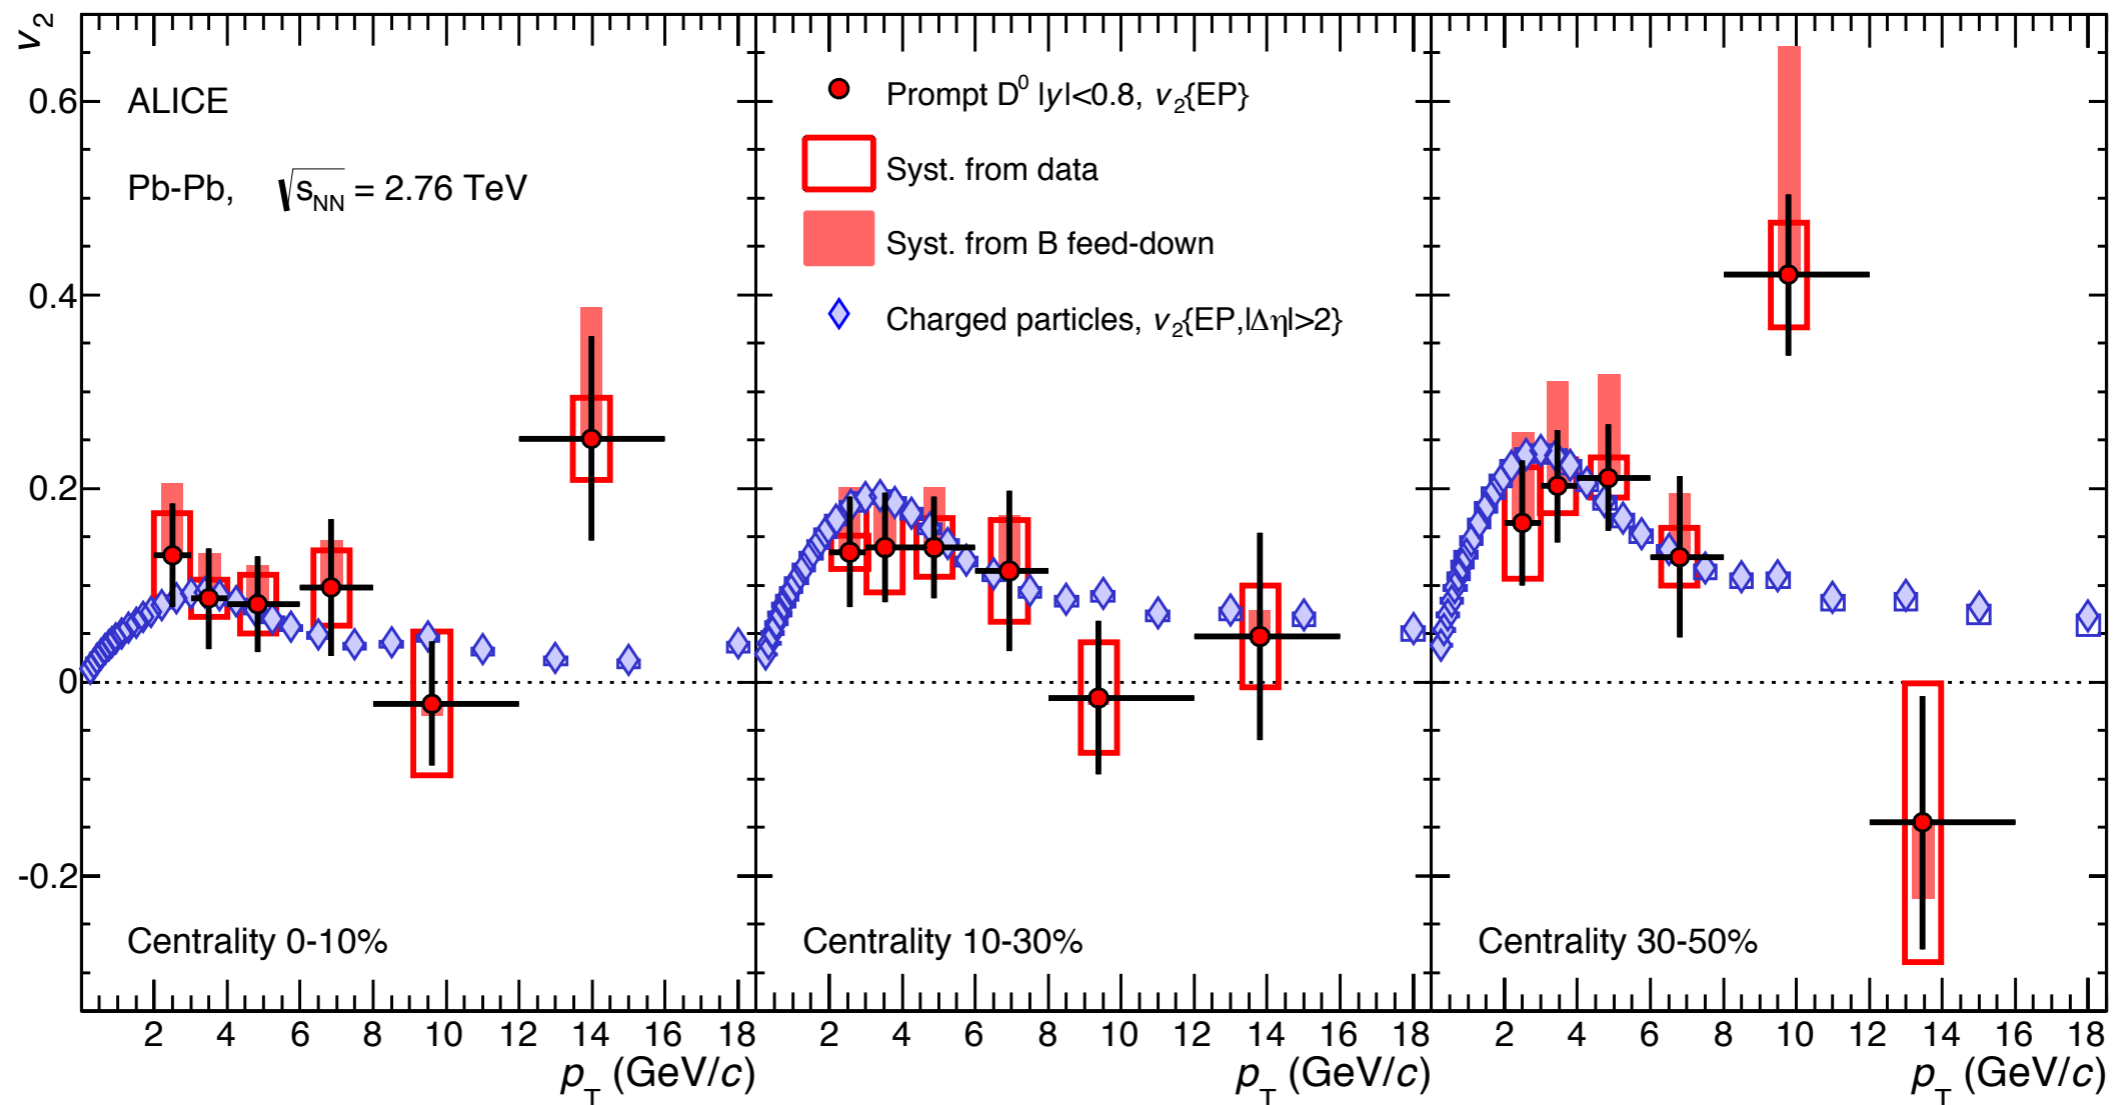 v₂
0.6
0.4
0.2
0
-0.2
ALICE
Pb-Pb, √sNN = 2.76 TeV
Centrality 0-10%
2 4 6 8 10 12 14 16 18
pT (GeV/c)
Prompt D⁰ |y|<0.8, v₂{EP}
Syst. from data
Syst. from B feed-down
Charged particles, v₂{EP,|Δη|>2}
Centrality 10-30%
2 4 6 8 10 12 14 16 18
pT (GeV/c)
Centrality 30-50%
2 4 6 8 10 12 14 16 18
pT (GeV/c)